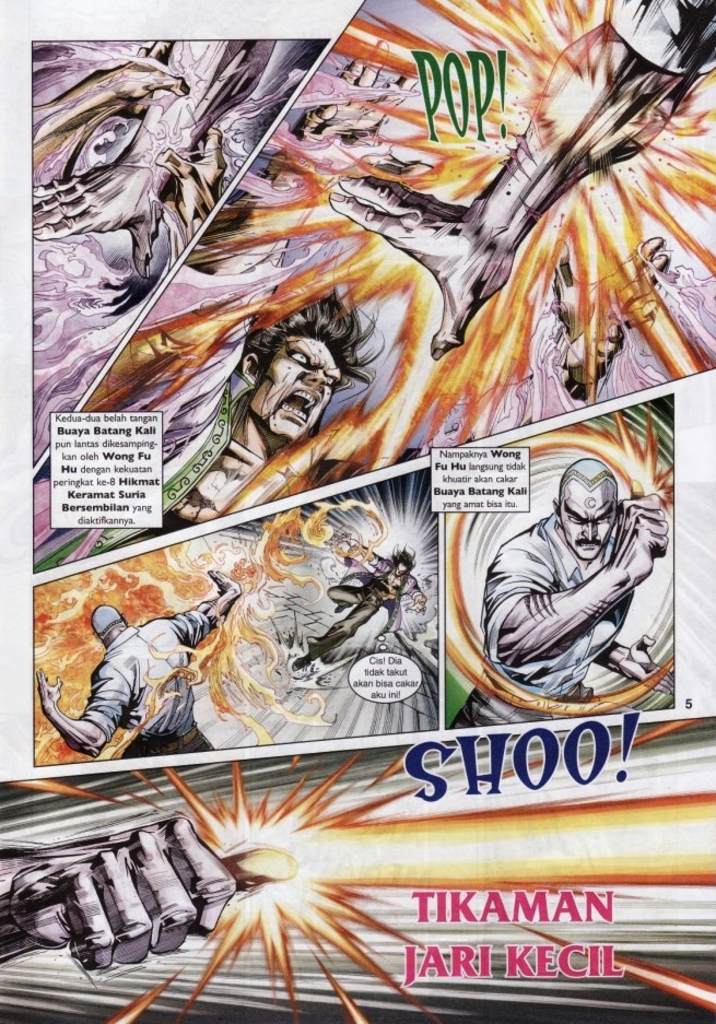 POP!
Kedua-dua belah tangan
Buaya Batang Kali
pun lantas dikesamping-
kan oleh Wong Fu
Hu dengan kekuatan
peringkat ke-8 Hikmat
Keramat Suria
Bersembilan yang
diaktifkannya.
Nampaknya Wong
Fu Hu langsung tidak
khuatir akan cakar
Buaya Batang Kali
yang amat bisa itu.
Cis! Dia
tidak takut
akan bisa cakar
aku ini!
5
SHOO!
TIKAMAN
JARI KECIL